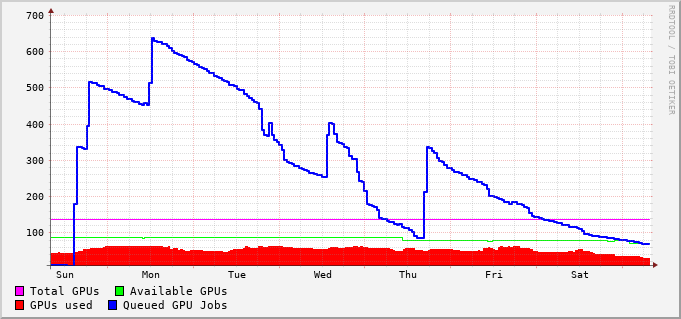 700
600
500
400
300
200
100
Sun Mon Tue Wed Thu Fri Sat
Total GPUs Available GPUs
GPUs used Queued GPU Jobs
RRDTOOL / TOBI OETIKER